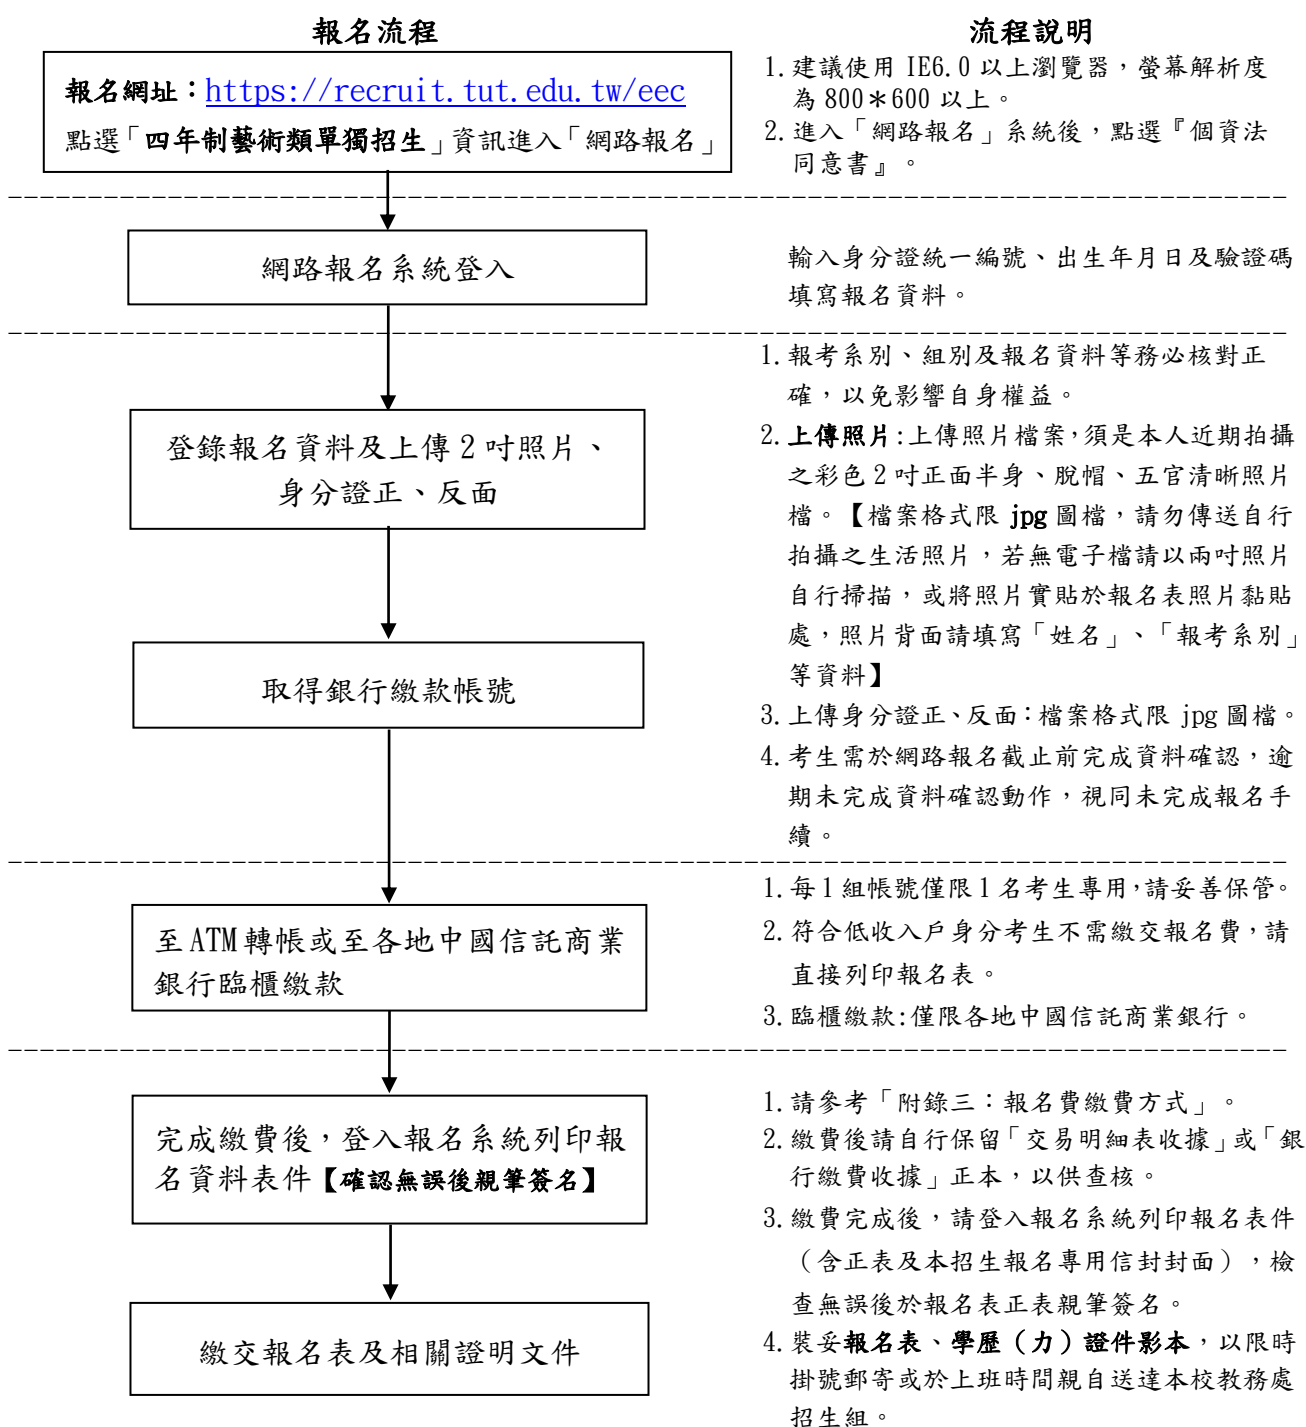 報名流程
流程說明
報名網址：https://recruit.tut.edu.tw/eec
點選「四年制藝術類單獨招生」資訊進入「網路報名」
1.建議使用 IE6.0 以上瀏覽器，螢幕解析度
為 800＊600 以上。
2.進入「網路報名」系統後，點選『個資法
同意書』。
網路報名系統登入
輸入身分證統一編號、出生年月日及驗證碼
填寫報名資料。
登錄報名資料及上傳 2 吋照片、
身分證正、反面
取得銀行繳款帳號
1.報考系別、組別及報名資料等務必核對正
確，以免影響自身權益。
2.上傳照片:上傳照片檔案，須是本人近期拍攝
之彩色 2 吋正面半身、脫帽、五官清晰照片
檔。【檔案格式限 jpg 圖檔，請勿傳送自行
拍攝之生活照片，若無電子檔請以兩吋照片
自行掃描，或將照片實貼於報名表照片黏貼
處，照片背面請填寫「姓名」、「報考系別」
等資料】
3.上傳身分證正、反面：檔案格式限 jpg 圖檔。
4.考生需於網路報名截止前完成資料確認，逾
期未完成資料確認動作，視同未完成報名手
續。
至 ATM 轉帳或至各地中國信託商業
銀行臨櫃繳款
1.每 1 組帳號僅限 1 名考生專用，請妥善保管。
2.符合低收入戶身分考生不需繳交報名費，請
直接列印報名表。
3.臨櫃繳款:僅限各地中國信託商業銀行。
完成繳費後，登入報名系統列印報
名資料表件【確認無誤後親筆簽名】
繳交報名表及相關證明文件
1.請參考「附錄三：報名費繳費方式」。
2.繳費後請自行保留「交易明細表收據」或「銀
行繳費收據」正本，以供查核。
3.繳費完成後，請登入報名系統列印報名表件
（含正表及本招生報名專用信封封面），檢
查無誤後於報名表正表親筆簽名。
4.裝妥報名表、學歷（力）證件影本，以限時
掛號郵寄或於上班時間親自送達本校教務處
招生組。